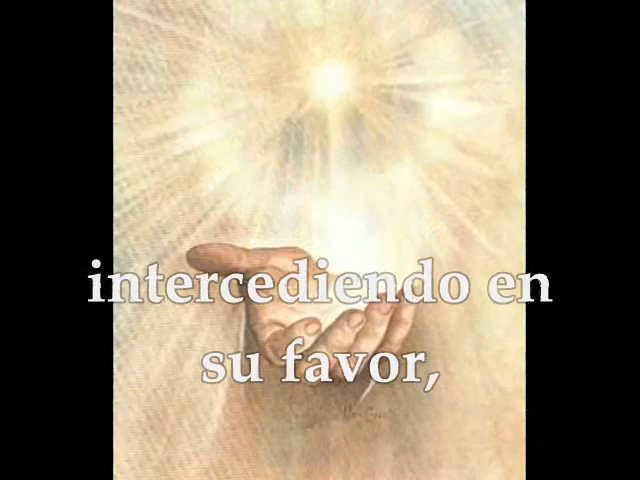 intercediendo en
su favor,